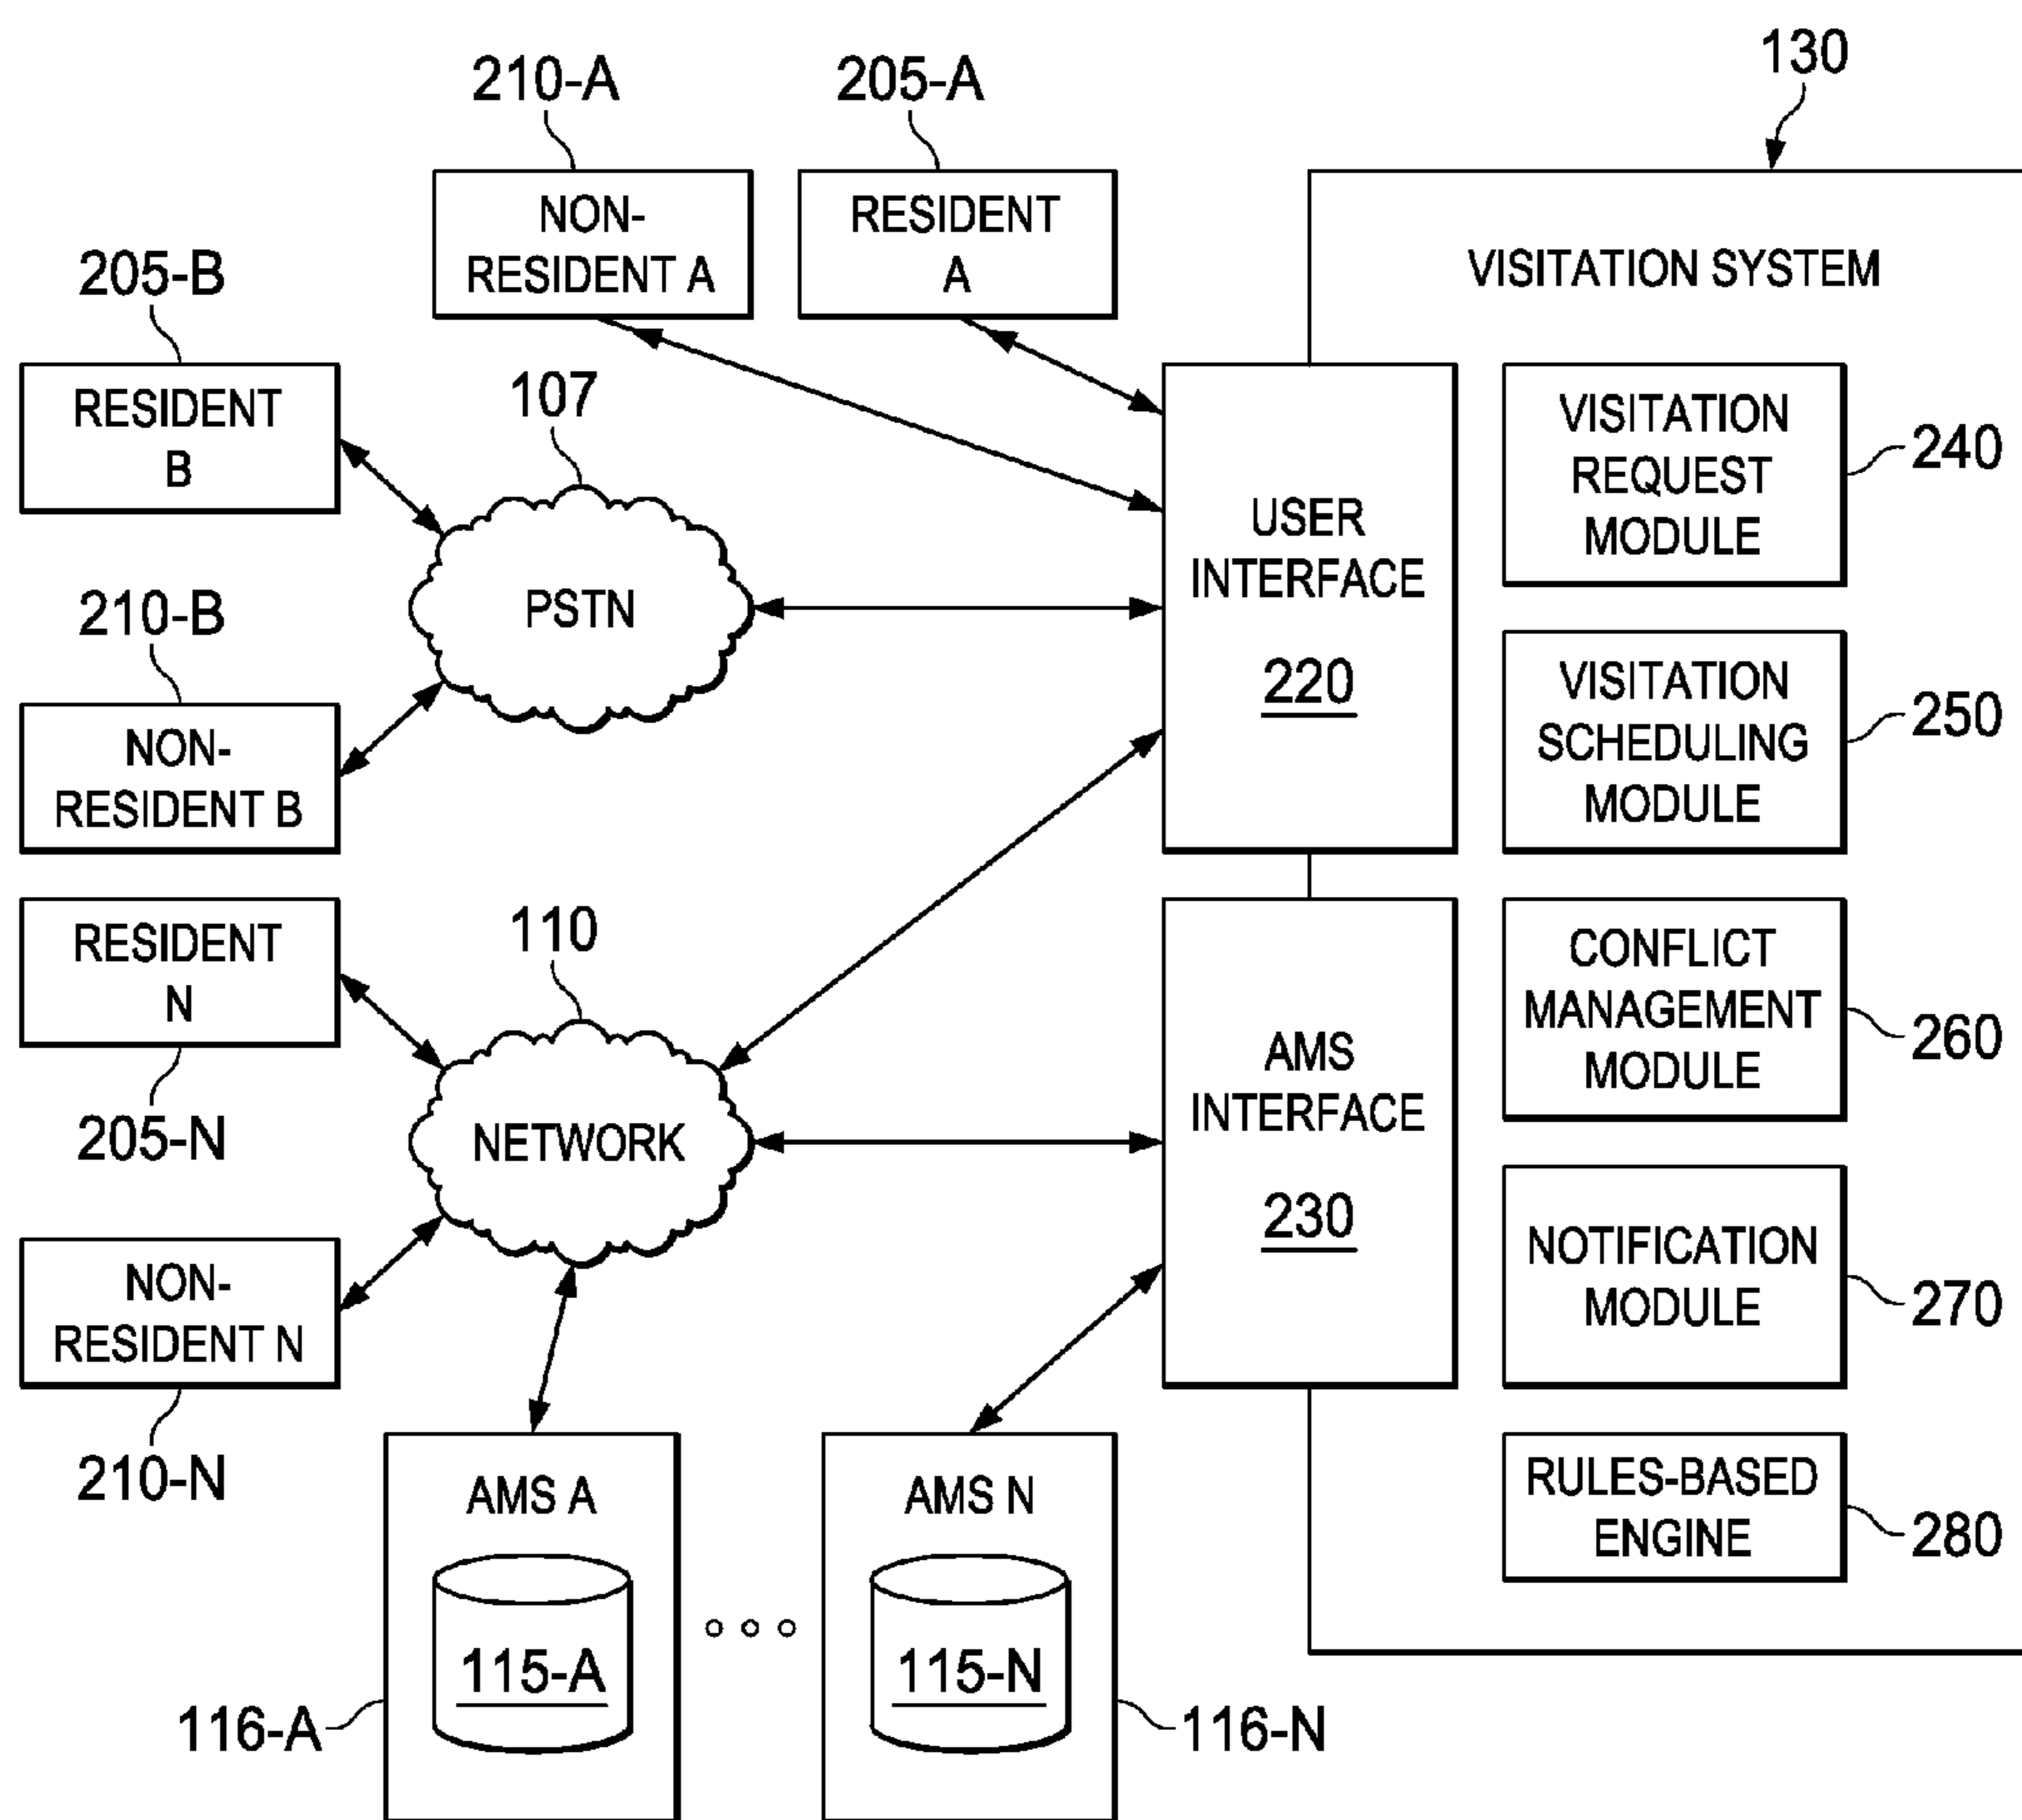 130
210-A
205-A
NON-
RESIDENT A
RESIDENT
A
VISITATION SYSTEM
205-B
RESIDENT
B
107
PSTN
210-B
NON-
RESIDENT B
USER
INTERFACE
220
VISITATION
REQUEST
MODULE
240
VISITATION
SCHEDULING
MODULE
250
RESIDENT
N
205-N
110
NETWORK
AMS
INTERFACE
230
CONFLICT
MANAGEMENT
MODULE
260
NOTIFICATION
MODULE
270
NON-
RESIDENT N
210-N
RULES-BASED
ENGINE
280
AMS A
115-A
116-A
AMS N
115-N
116-N